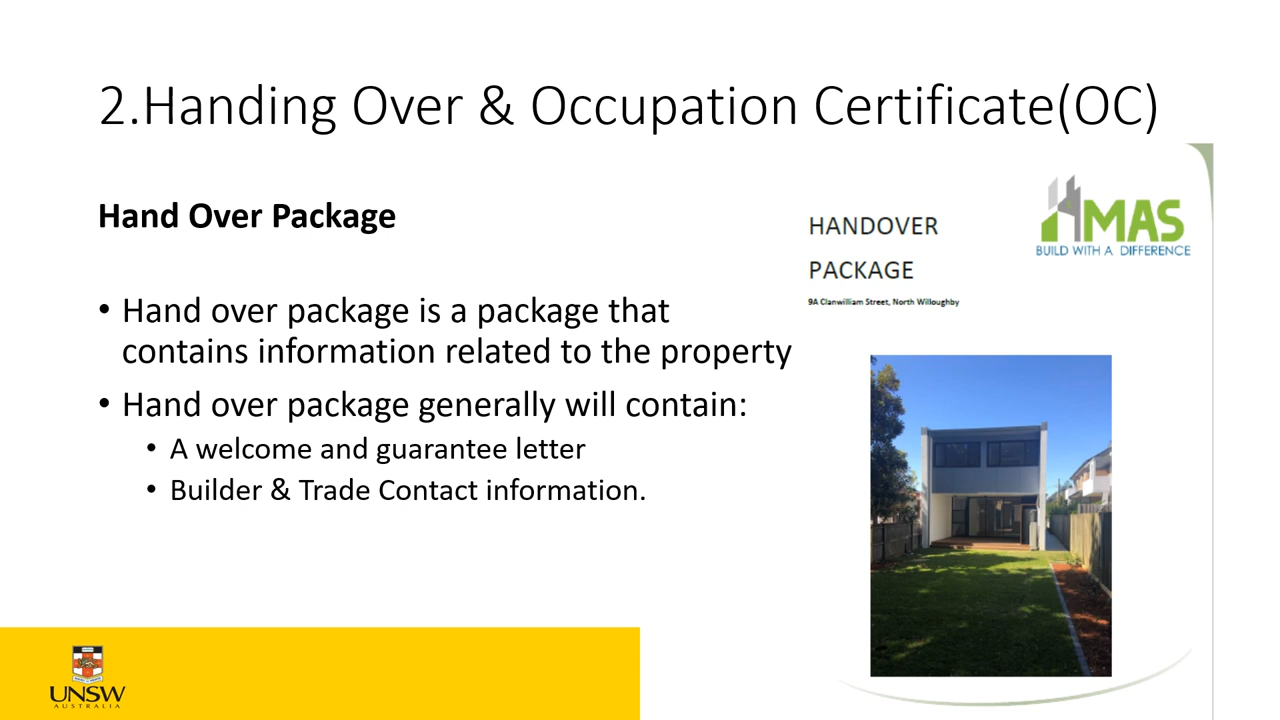 2.Handing Over & Occupation Certificate(OC)
Hand Over Package
• Hand over package is a package that
contains information related to the property
• Hand over package generally will contain:
• A welcome and guarantee letter
• Builder & Trade Contact information.
HANDOVER
PACKAGE
9A Clanwilliam Street, North Willoughby
HMAS
BUILD WITH A DIFFERENCE
UNSW
AUSTRALIA